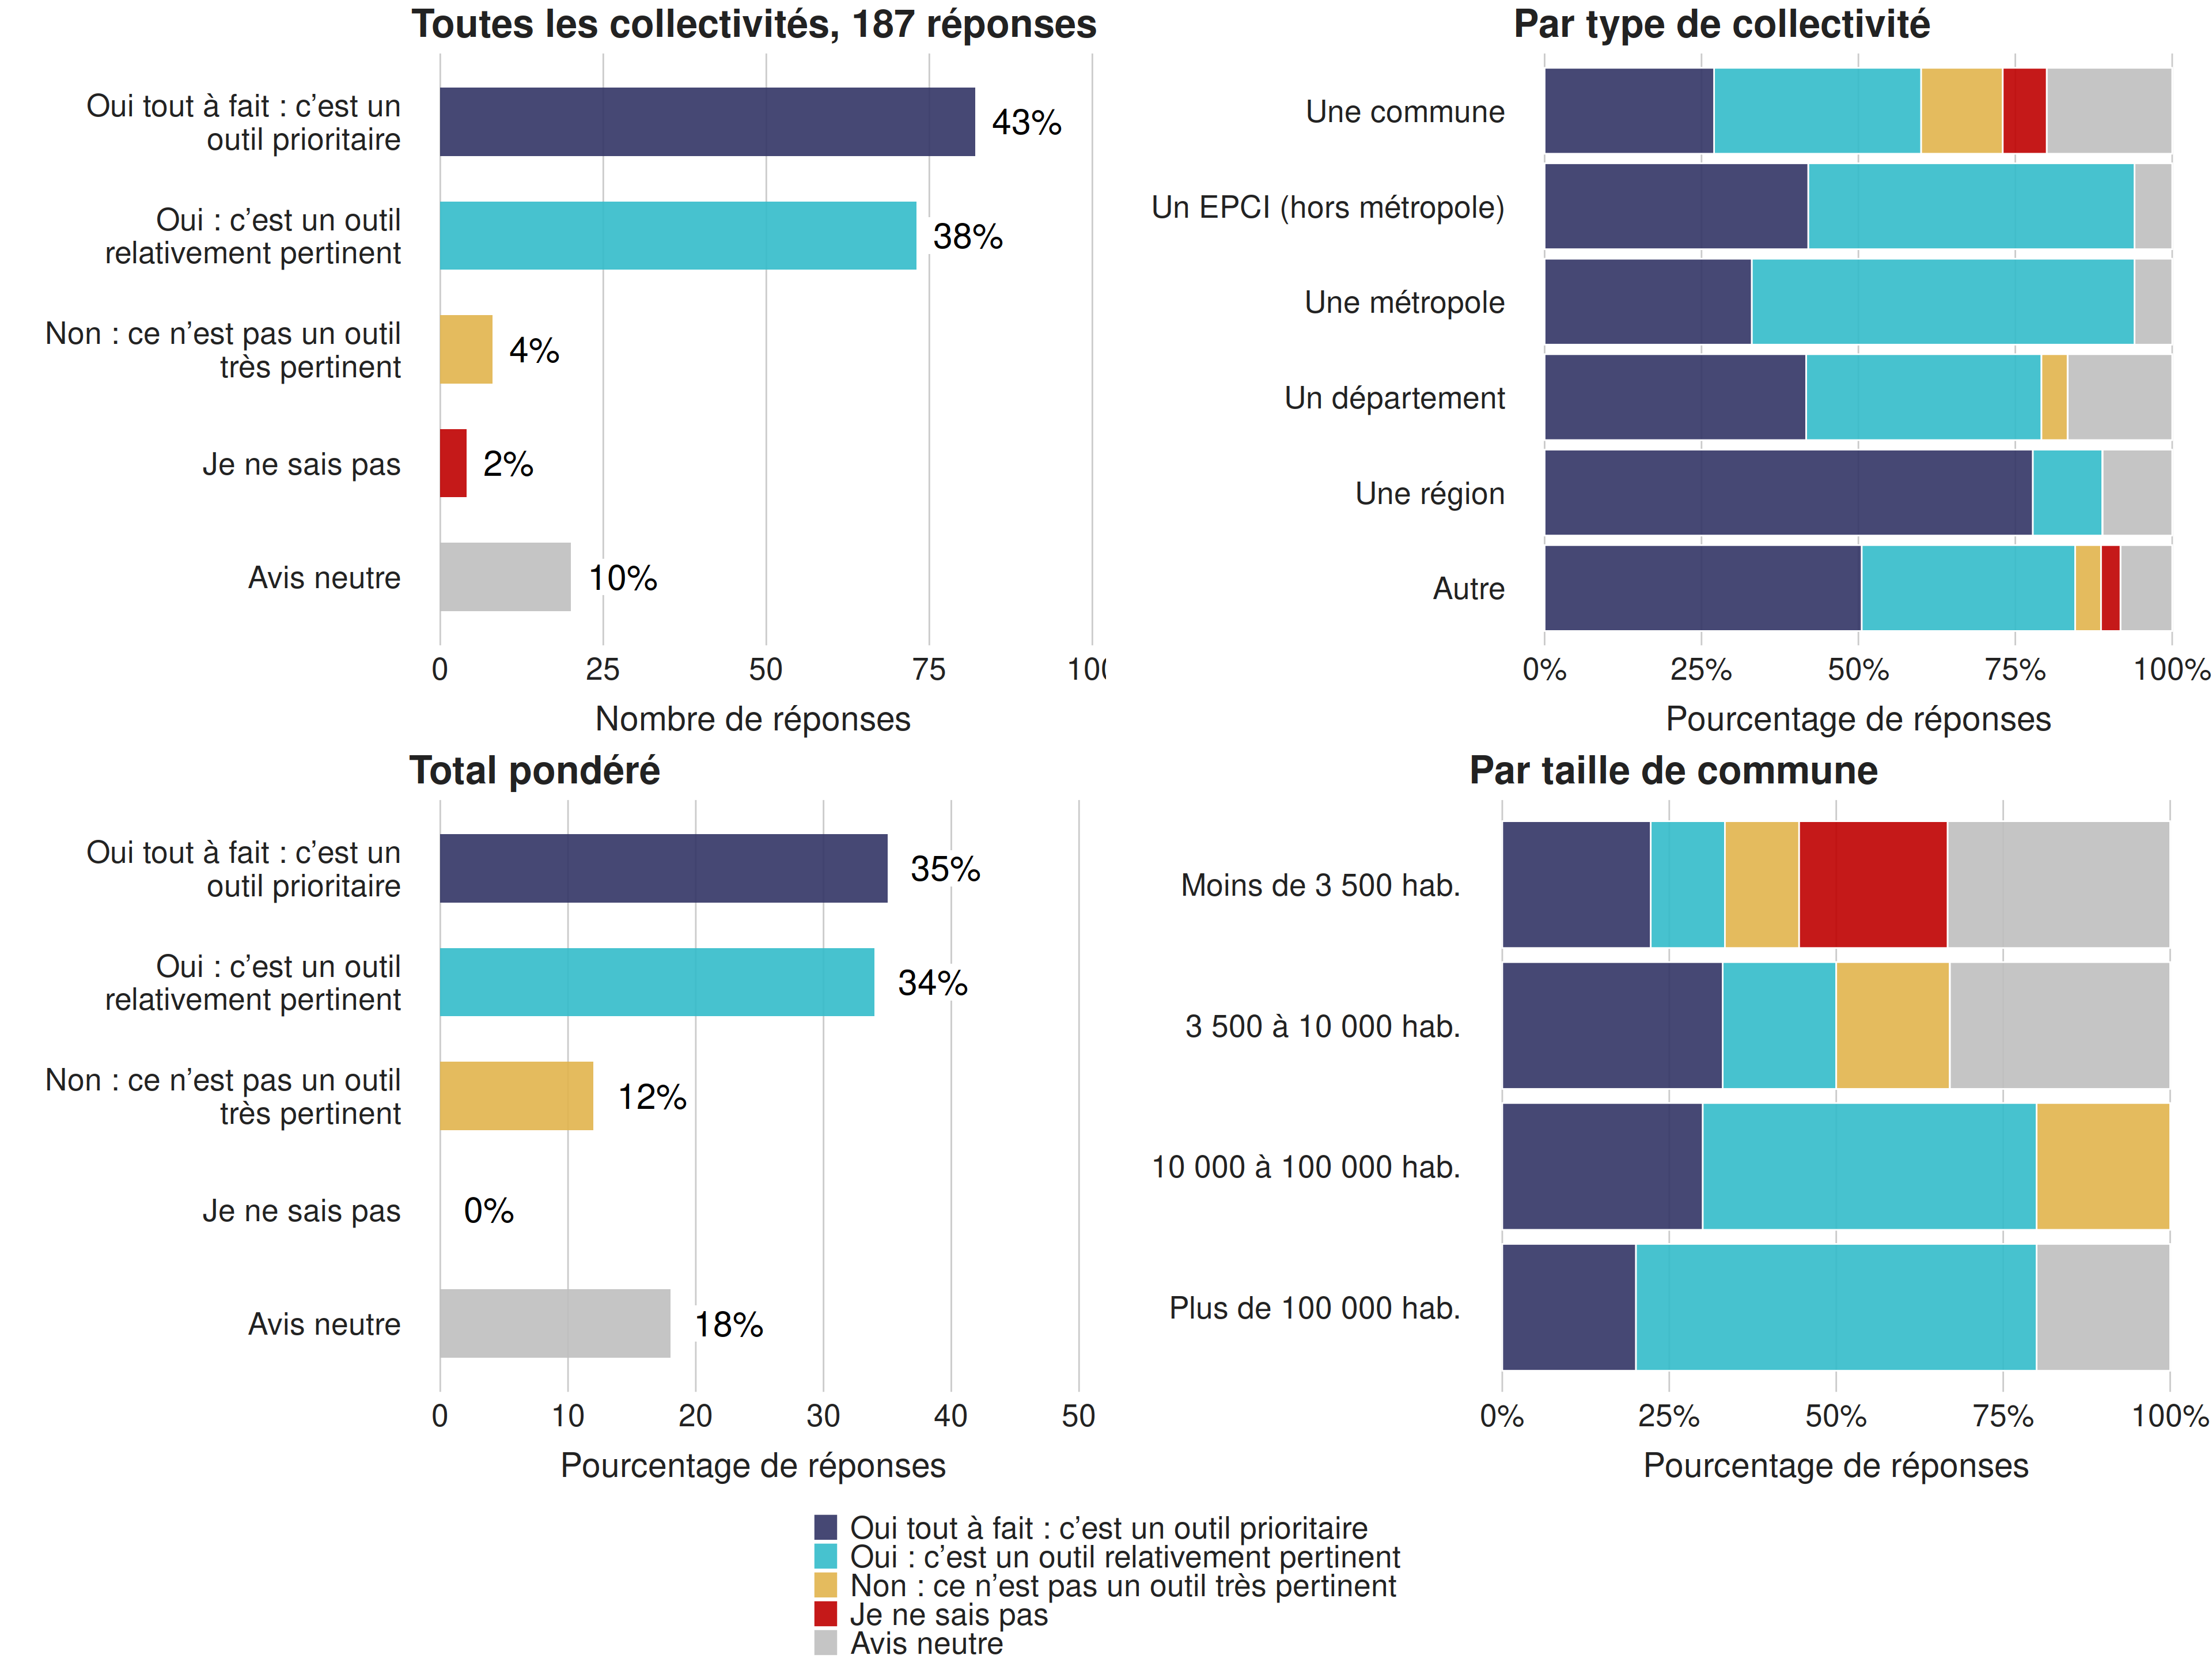 Toutes les collectivités, 187 réponses
Oui tout à fait : c’est un
outil prioritaire
43%
Oui : c’est un outil
relativement pertinent
38%
Non : ce n’est pas un outil
très pertinent
4%
Je ne sais pas
2%
Avis neutre
10%
0 25 50 75 100
Nombre de réponses
Par type de collectivité
Une commune
Un EPCI (hors métropole)
Une métropole
Un département
Une région
Autre
0% 25% 50% 75% 100%
Pourcentage de réponses
Total pondéré
Oui tout à fait : c’est un
outil prioritaire
35%
Oui : c’est un outil
relativement pertinent
34%
Non : ce n’est pas un outil
très pertinent
12%
Je ne sais pas
0%
Avis neutre
18%
0 10 20 30 40 50
Pourcentage de réponses
Par taille de commune
Moins de 3 500 hab.
3 500 à 10 000 hab.
10 000 à 100 000 hab.
Plus de 100 000 hab.
0% 25% 50% 75% 100%
Pourcentage de réponses
Oui tout à fait : c’est un outil prioritaire
Oui : c’est un outil relativement pertinent
Non : ce n’est pas un outil très pertinent
Je ne sais pas
Avis neutre